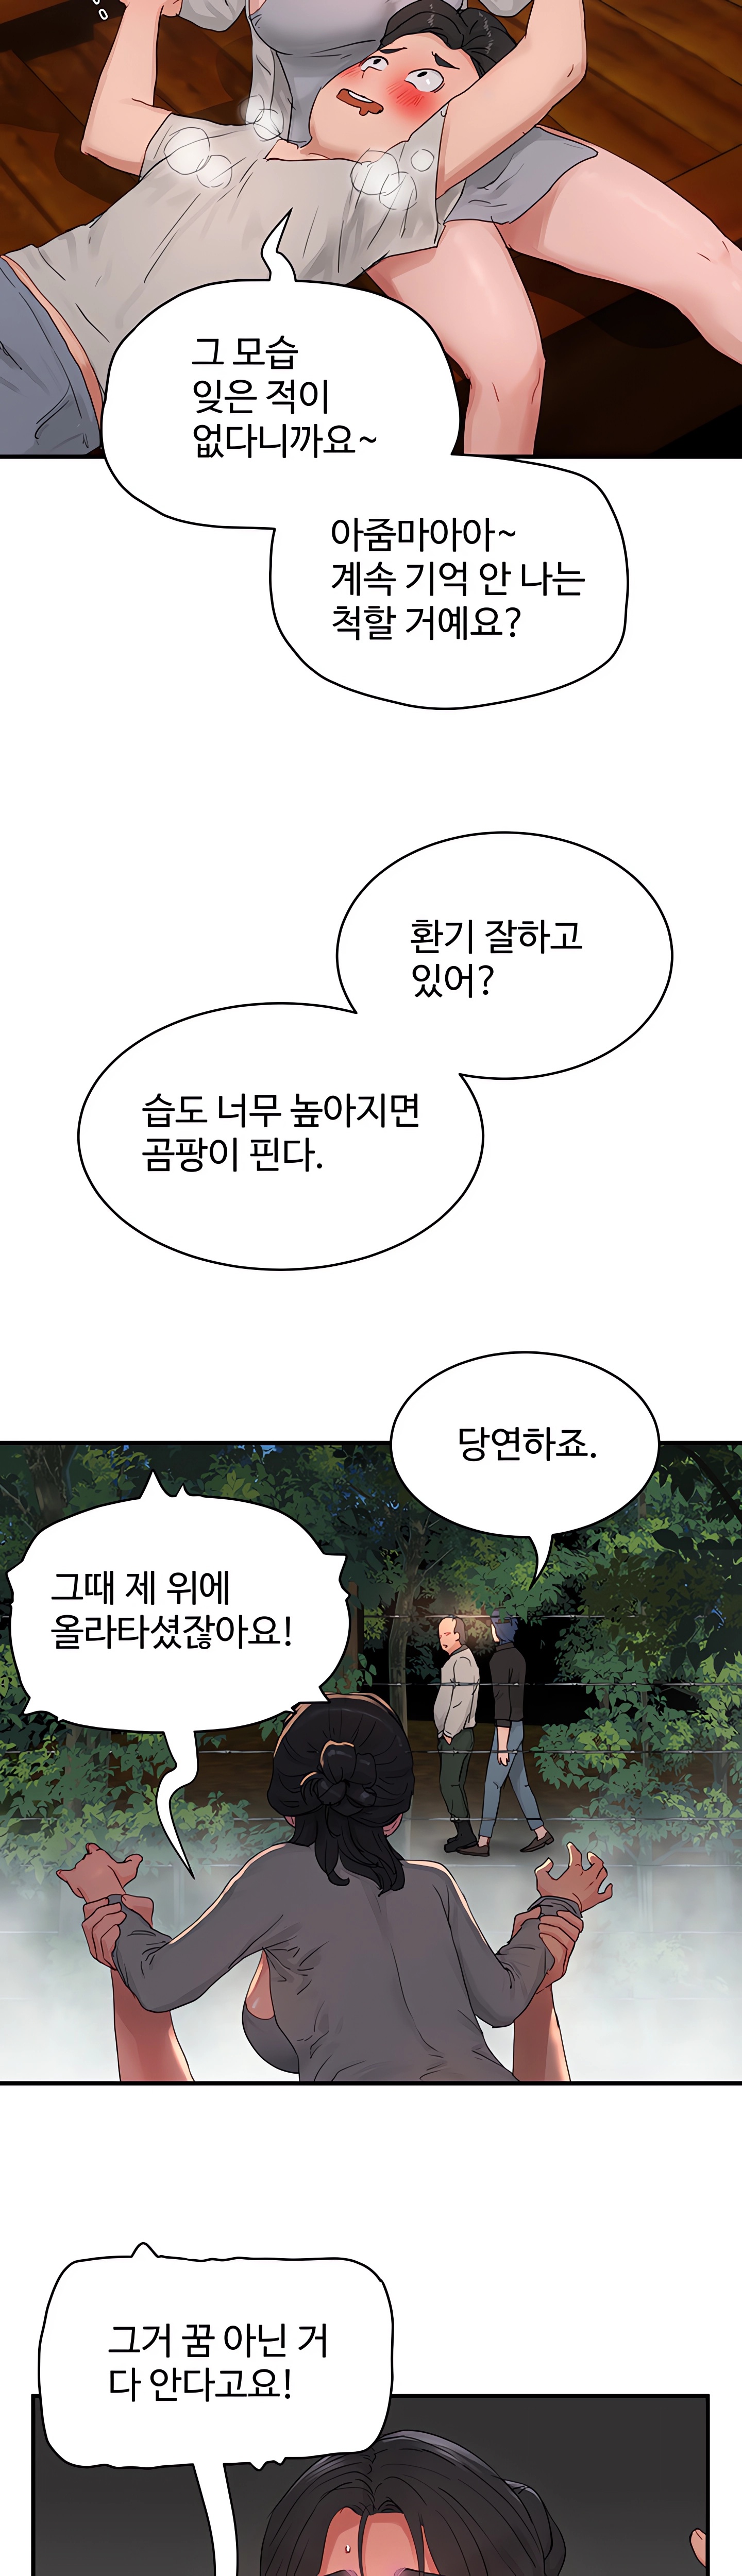 그 모습
잊은 적이
없다니까요~
아줌마아아~
계속 기억 안 나는
척할 거예요?
환기 잘하고
있어?
습도 너무 높아지면
곰팡이 핀다.
당연하죠.
그때 제 위에
올라타셨잖아요!
그거 꿈 아닌 거
다 안다고요!